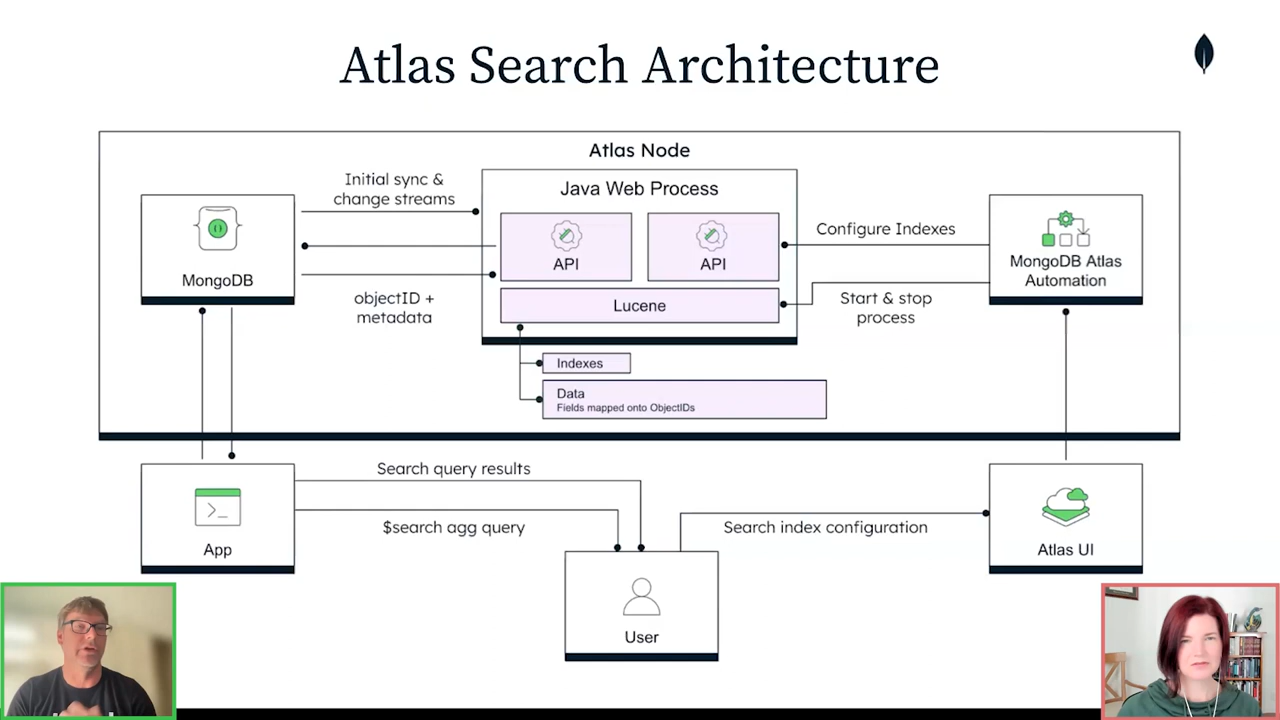 Atlas Search Architecture
Atlas Node
Initial sync &
change streams
Java Web Process
API
API
Configure Indexes
MongoDB
MongoDB Atlas
Automation
objectID +
metadata
Lucene
Start & stop
process
Indexes
Data
Fields mapped onto ObjectIDs
Search query results
$search agg query
Search index configuration
App
Atlas UI
User